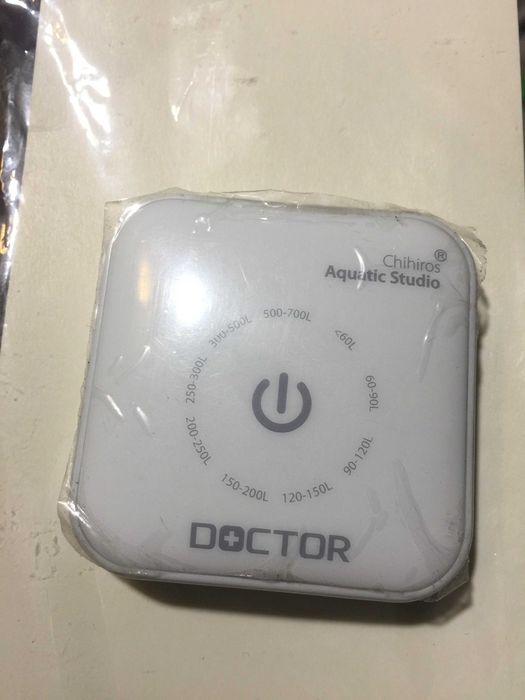 Chihiros®
Aquatic Studio
500-700L
<60L
60-90L
90-120L
120-150L
150-200L
200-250L
250-300L
300-500L
DOCTOR